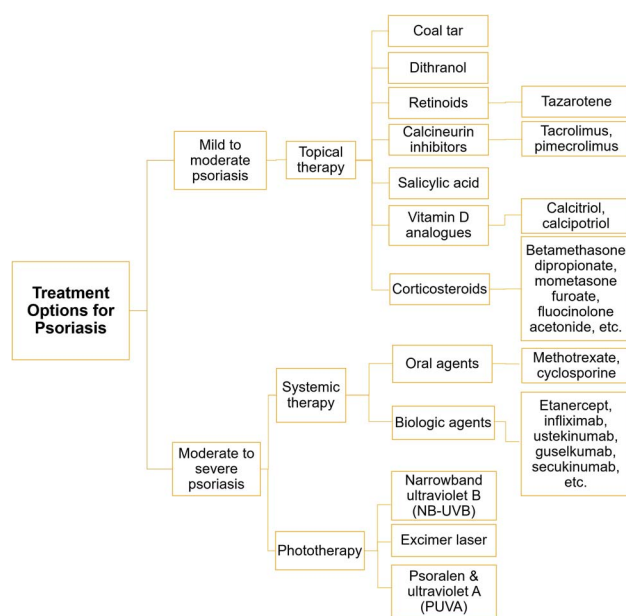 Treatment
Options for
Psoriasis
Mild to
moderate
psoriasis
Topical
therapy
Coal tar
Dithranol
Retinoids
Tazarotene
Calcineurin
inhibitors
Tacrolimus,
pimecrolimus
Salicylic acid
Vitamin D
analogues
Calcitriol,
calcipotriol
Corticosteroids
Betamethasone
dipropionate,
mometasone
furoate,
fluocinolone
acetonide, etc.
Moderate to
severe
psoriasis
Systemic
therapy
Oral agents
Methotrexate,
cyclosporine
Biologic agents
Etanercept,
infliximab,
ustekinumab,
guselkumab,
secukinumab,
etc.
Phototherapy
Narrowband
ultraviolet B
(NB-UVB)
Excimer laser
Psoralen &
ultraviolet A
(PUVA)